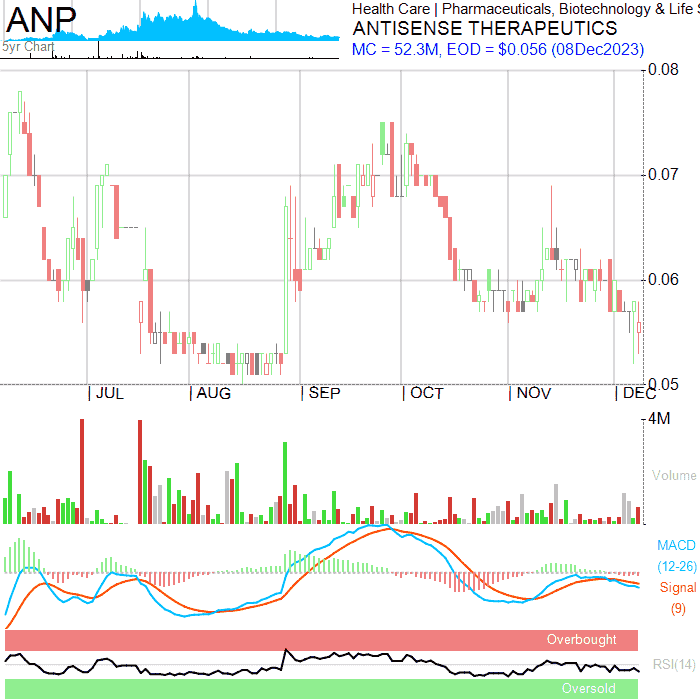 ANP
5yr Chart
Health Care | Pharmaceuticals, Biotechnology & Life S
ANTISENSE THERAPEUTICS
MC = 52.3M, EOD = $0.056 (08Dec2023)
0.08
0.07
0.06
0.05
| JUL | AUG | SEP | OCT | NOV | DEC
4M
Volume
MACD
(12-26)
Signal
(9)
Overbought
RSI(14)
Oversold